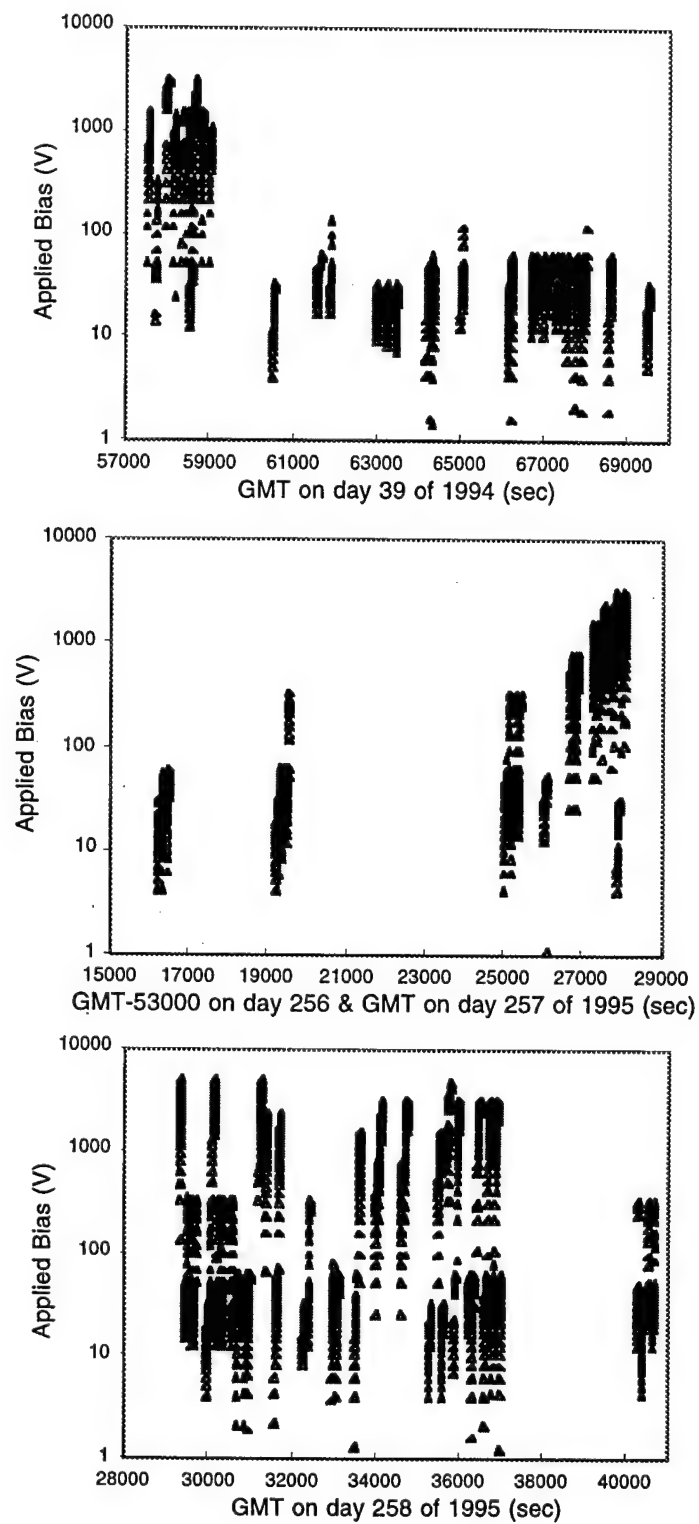 10000
1000
100
10
1
Applied Bias (V)
57000 59000 61000 63000 65000 67000 69000
GMT on day 39 of 1994 (sec)
10000
1000
100
10
1
Applied Bias (V)
15000 17000 19000 21000 23000 25000 27000 29000
GMT-53000 on day 256 & GMT on day 257 of 1995 (sec)
10000
1000
100
10
1
Applied Bias (V)
28000 30000 32000 34000 36000 38000 40000
GMT on day 258 of 1995 (sec)